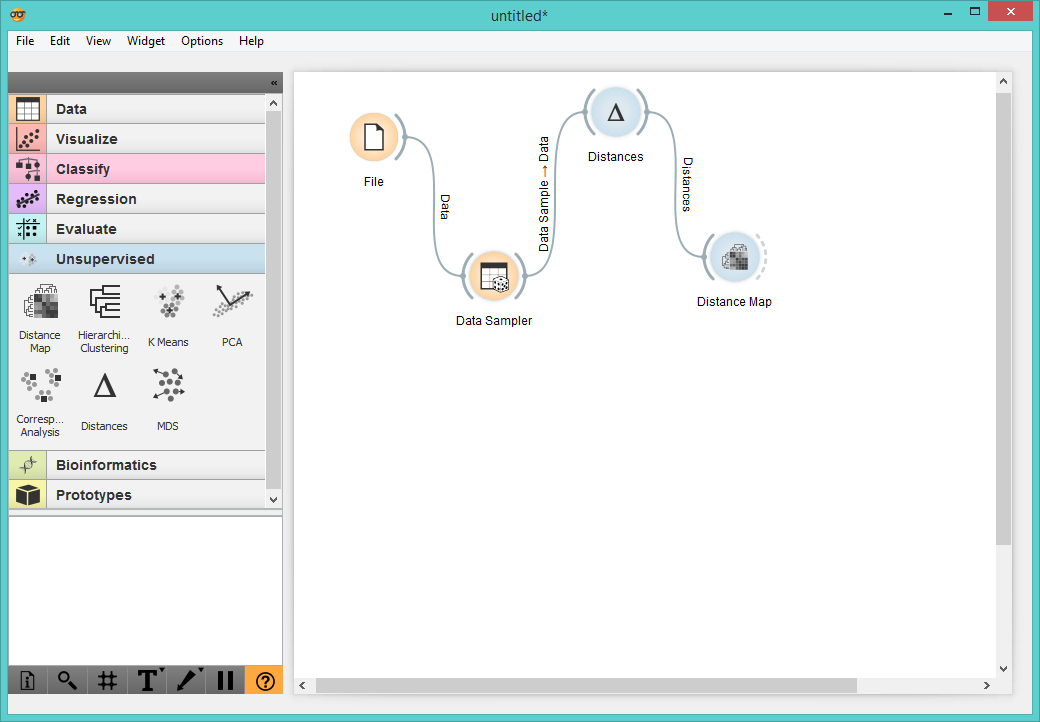 untitled*
File Edit View Widget Options Help
Data
Visualize
Classify
Regression
Evaluate
Unsupervised
Distance
Map
Hierarchi...
Clustering
K Means
PCA
Corresp...
Analysis
Distances
MDS
Bioinformatics
Prototypes
File
Data
Data Sampler
Data Sample → Data
Distances
Distances
Distance Map